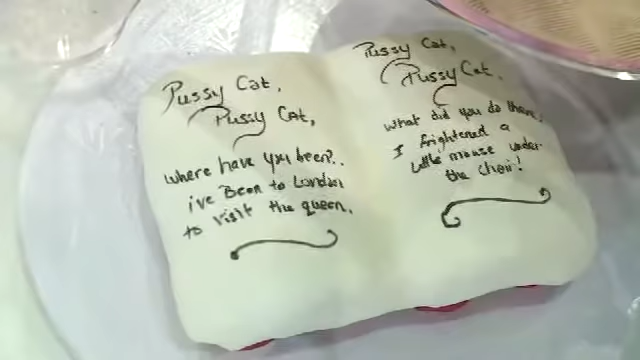 Pussy Cat,
Pussy Cat,
where have you been?..
i've Been to London
to visit the queen.
Pussy Cat,
Pussy Cat,
what did you do there,
I frightened a
little mouse under
the chair!